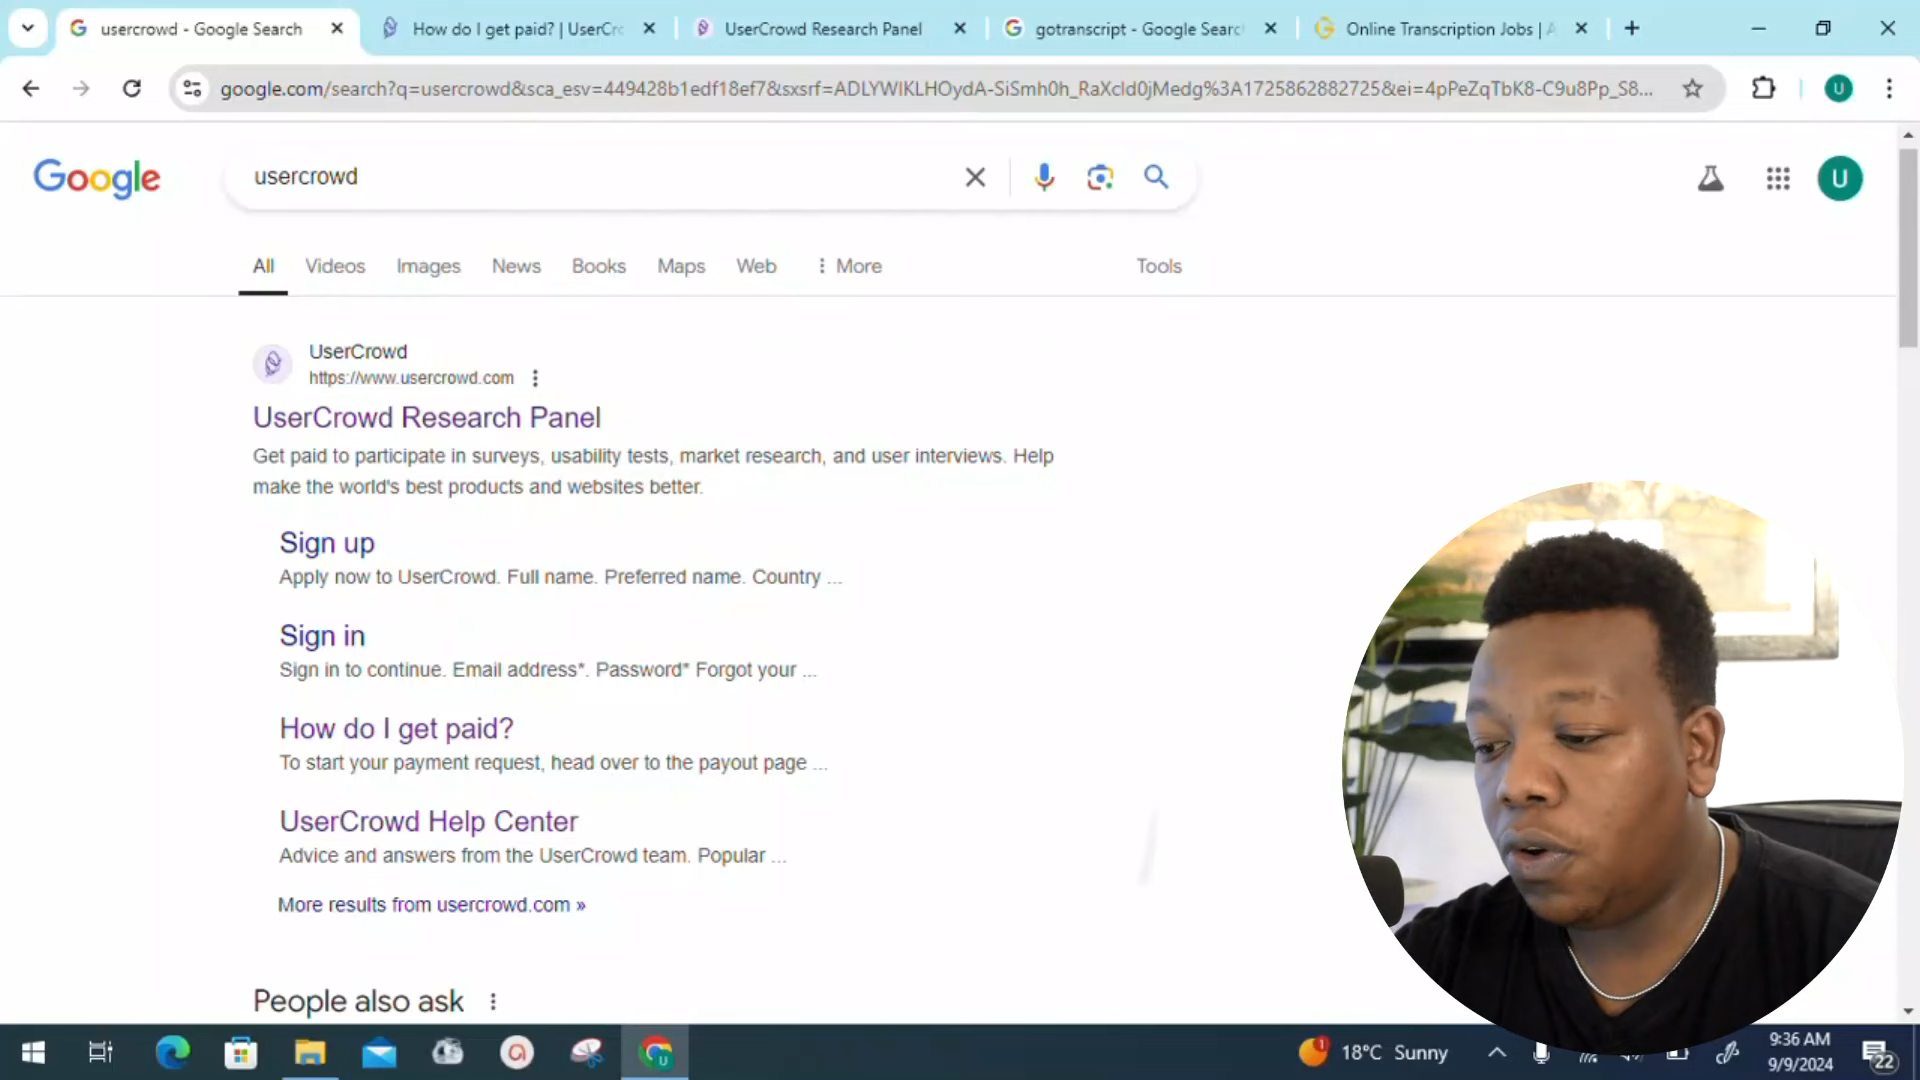 usercrowd - Google Search
How do I get paid? | UserCr
UserCrowd Research Panel
gotranscript - Google Searc
Online Transcription Jobs | A
google.com/search?q=usercrowd&sca_esv=449428b1edf18ef7&sxsrf=ADLYWIKLHOydA-SiSmh0h_RaXcld0jMedg%3A1725862882725&ei=4pPeZqTbK8-C9u8Pp_S8...
U
Google
usercrowd
U
All
Videos
Images
News
Books
Maps
Web
More
Tools
UserCrowd
https://www.usercrowd.com
UserCrowd Research Panel
Get paid to participate in surveys, usability tests, market research, and user interviews. Help
make the world's best products and websites better.
Sign up
Apply now to UserCrowd. Full name. Preferred name. Country ...
Sign in
Sign in to continue. Email address*. Password* Forgot your ...
How do I get paid?
To start your payment request, head over to the payout page ...
UserCrowd Help Center
Advice and answers from the UserCrowd team. Popular ...
More results from usercrowd.com »
People also ask
1
18°C Sunny
9:36 AM
9/9/2024
22